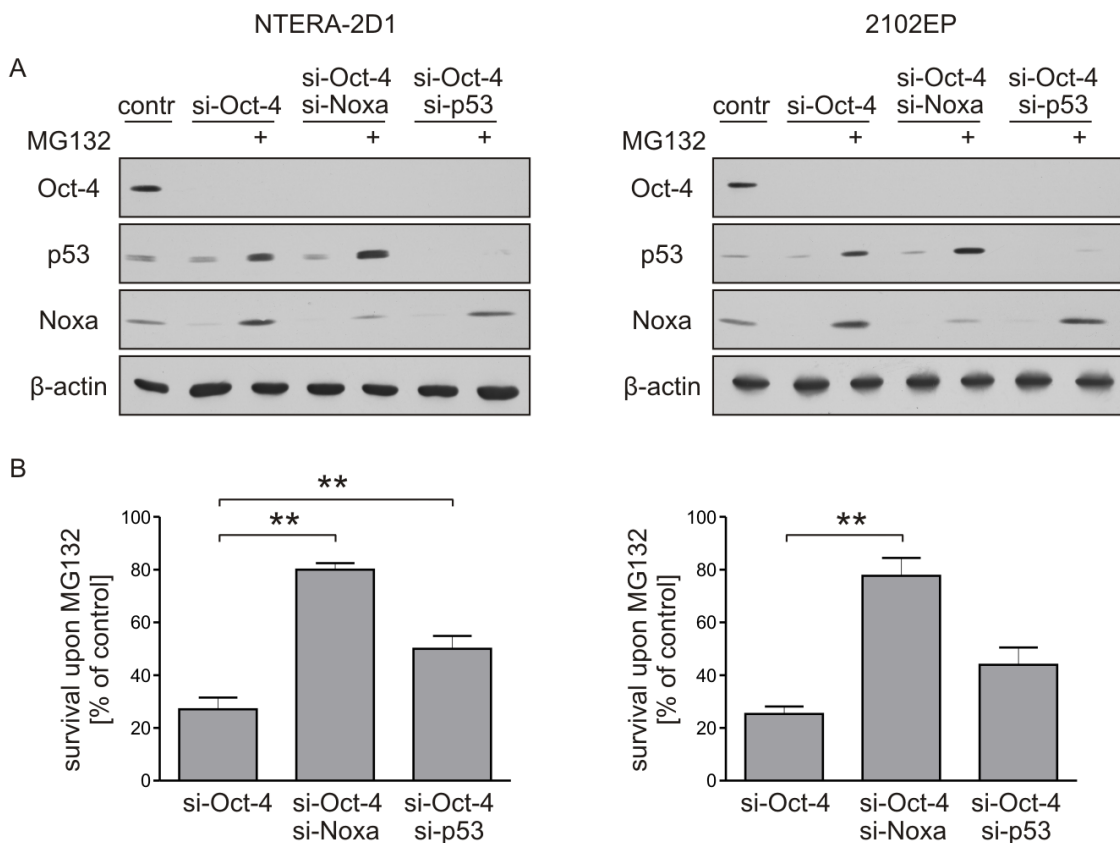 NTERA-2D1
2102EP
A
contr
si-Oct-4
si-Oct-4
si-Noxa
si-Oct-4
si-p53
MG132
+
+
+
Oct-4
p53
Noxa
β-actin
contr
si-Oct-4
si-Oct-4
si-Noxa
si-Oct-4
si-p53
MG132
+
+
+
Oct-4
p53
Noxa
β-actin
B
survival upon MG132
[% of control]
100
80
60
40
20
0
**
**
si-Oct-4
si-Oct-4
si-Noxa
si-Oct-4
si-p53
survival upon MG132
[% of control]
100
80
60
40
20
0
**
si-Oct-4
si-Oct-4
si-Noxa
si-Oct-4
si-p53